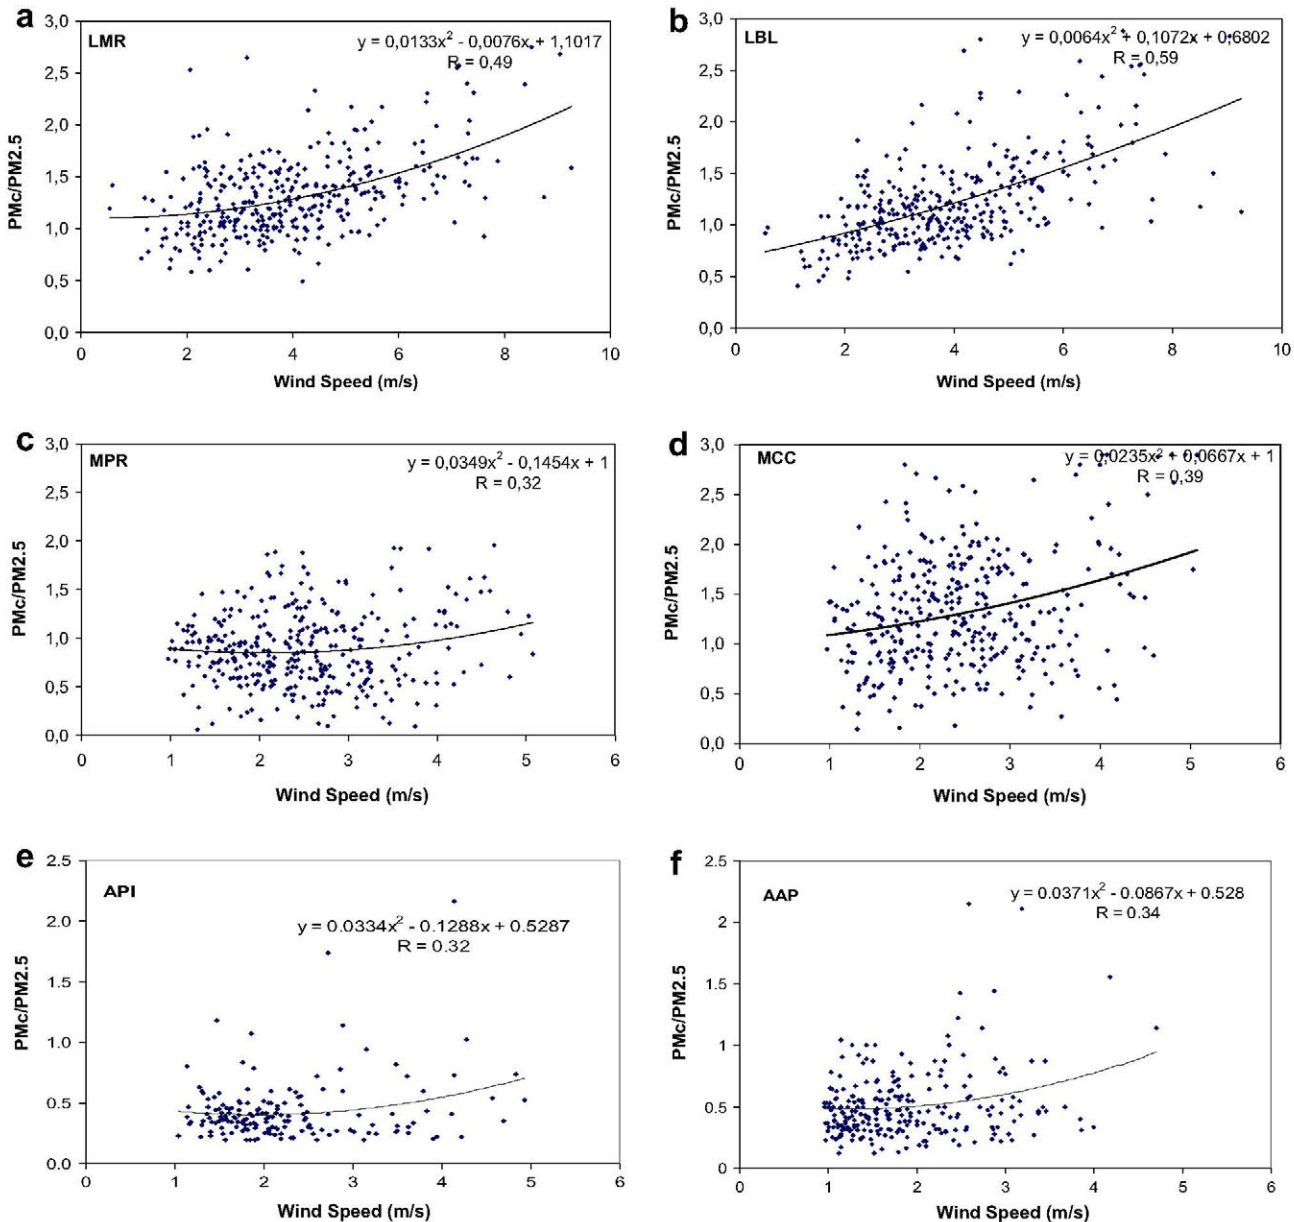 a
3,0
LMR
y = 0,0133x² - 0,0076x + 1,1017
R = 0,49
2,5
2,0
1,5
1,0
0,5
0,0
PMc/PM2.5
0 2 4 6 8 10
Wind Speed (m/s)
b
3,0
LBL
y = 0,0064x² + 0,1072x + 0,6802
R = 0,59
2,5
2,0
1,5
1,0
0,5
0,0
PMc/PM2.5
0 2 4 6 8 10
Wind Speed (m/s)
c
3,0
MPR
y = 0,0349x² - 0,1454x + 1
R = 0,32
2,5
2,0
1,5
1,0
0,5
0,0
PMc/PM2.5
0 1 2 3 4 5 6
Wind Speed (m/s)
d
3,0
MCC
y = 0,0235x² + 0,0667x + 1
R = 0,39
2,5
2,0
1,5
1,0
0,5
0,0
PMc/PM2.5
0 1 2 3 4 5 6
Wind Speed (m/s)
e
2.5
API
y = 0.0334x² - 0.1288x + 0.5287
R = 0.32
2.0
1.5
1.0
0.5
0.0
PMc/PM2.5
0 1 2 3 4 5 6
Wind Speed (m/s)
f
2.5
AAP
y = 0.0371x² - 0.0867x + 0.528
R = 0.34
2
1.5
1
0.5
0
PMc/PM2.5
0 1 2 3 4 5 6
Wind Speed (m/s)